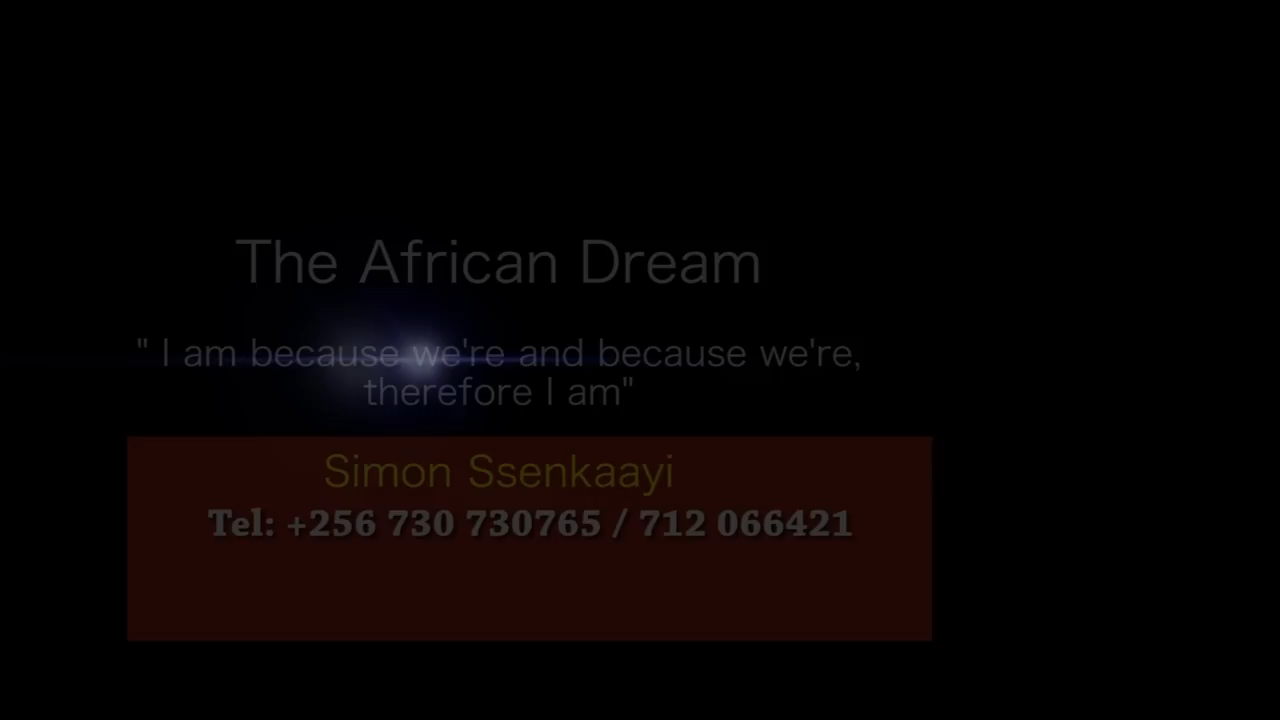 The African Dream
" I am because we're and because we're,
therefore I am"
Simon Ssenkaayi
Tel: +256 730 730765 / 712 066421